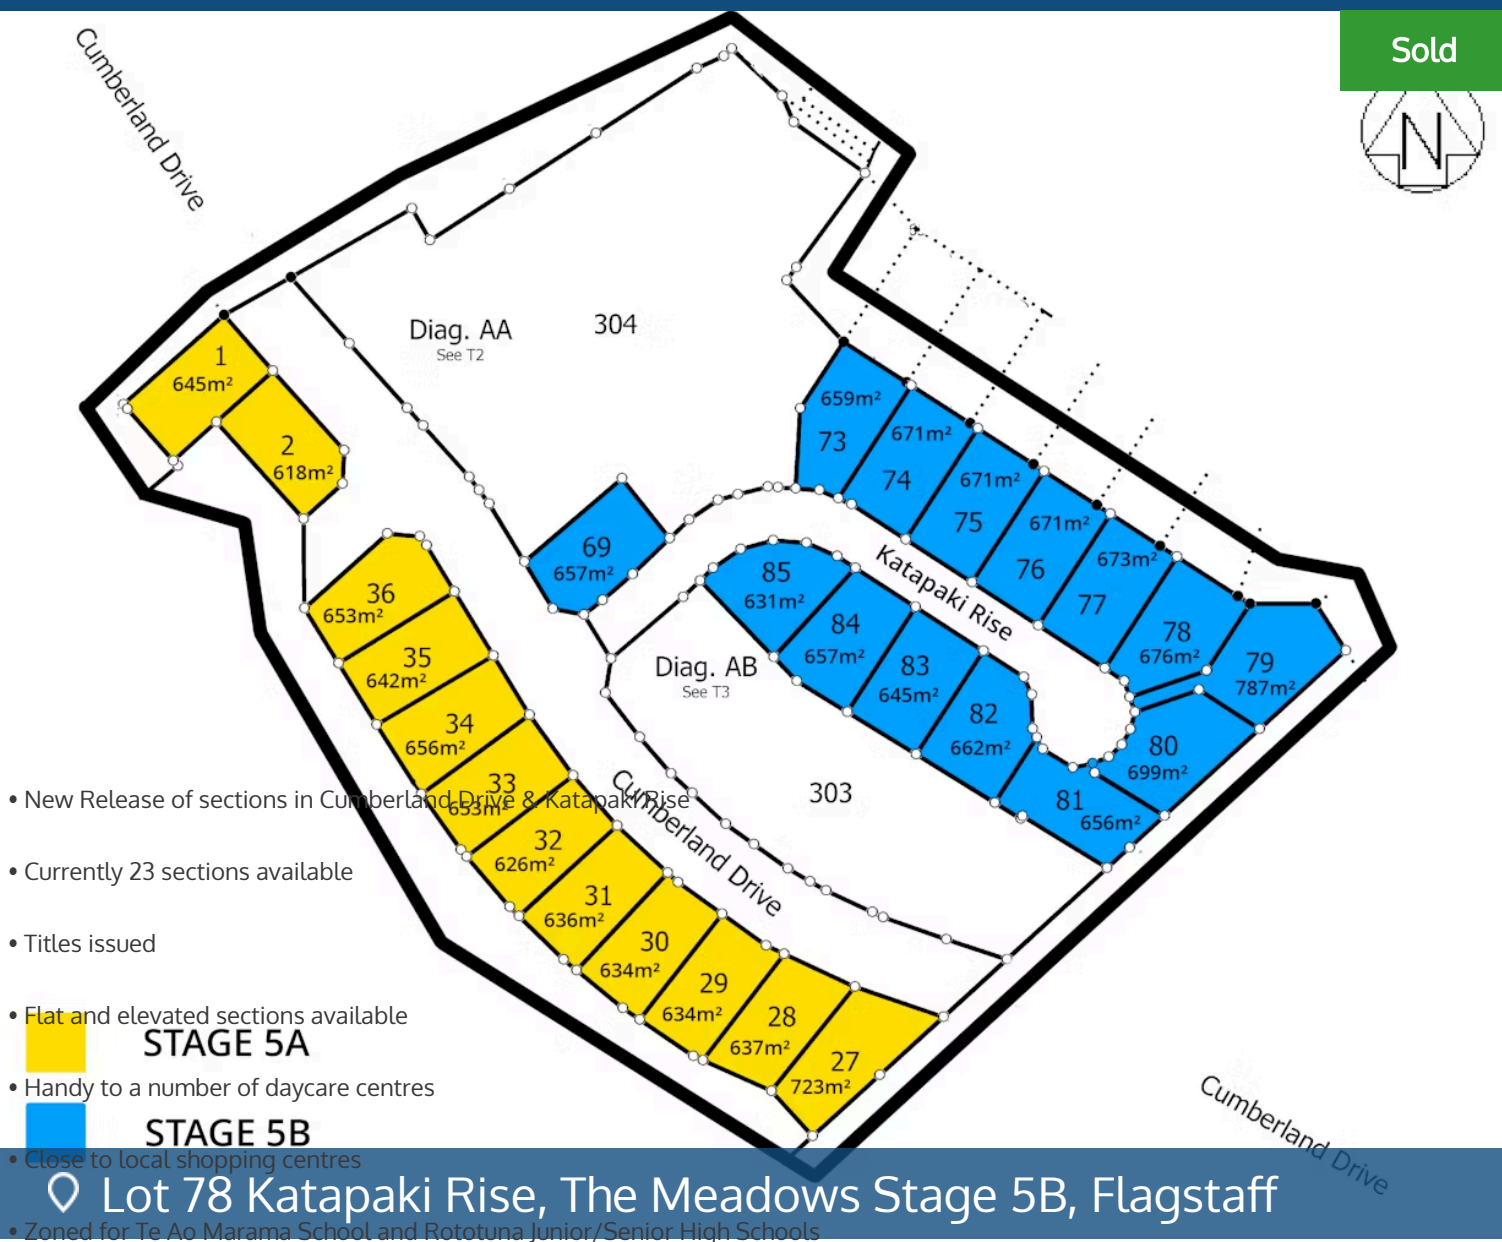 Cumberland Drive
Sold
N
Diag. AA
See T2
304
1
645m²
2
618m²
659m²
73
671m²
74
671m²
75
671m²
76
673m²
77
78
676m²
79
787m²
80
699m²
81
656m²
69
657m²
Katapaki Rise
85
631m²
84
657m²
83
645m²
82
662m²
Diag. AB
See T3
303
36
653m²
35
642m²
34
656m²
33
653m²
32
626m²
31
636m²
30
634m²
29
634m²
28
637m²
27
723m²
Cumberland Drive
Cumberland Drive
• New Release of sections in Cumberland Drive & Katapaki Rise
• Currently 23 sections available
• Titles issued
• Flat and elevated sections available
STAGE 5A
• Handy to a number of daycare centres
STAGE 5B
• Close to local shopping centres
Lot 78 Katapaki Rise, The Meadows Stage 5B, Flagstaff
• Zoned for Te Ao Marama School and Rototuna Junior/Senior High Schools